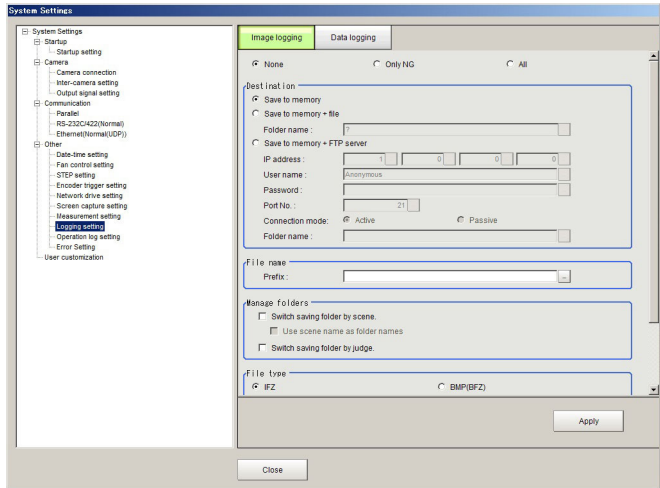 System Settings
System Settings
Startup
Startup setting
Camera
Camera connection
Inter-camera setting
Output signal setting
Communication
Parallel
RS-232C/422(Normal)
Ethernet(Normal(UDP))
Other
Date-time setting
Fan control setting
STEP setting
Encoder trigger setting
Network drive setting
Screen capture setting
Measurement setting
Logging setting
Operation log setting
Error Setting
User customization
Image logging Data logging
None Only NG All
Destination
Save to memory
Save to memory + file
Folder name : ?
Save to memory + FTP server
IP address : 1 0 0 0
User name : Anonymous
Password :
Port No. : 21
Connection mode: Active Passive
Folder name :
File name
Prefix : ...
Manage folders
Switch saving folder by scene.
Use scene name as folder names
Switch saving folder by judge.
File type
IFZ BMP(BFZ)
Apply
Close